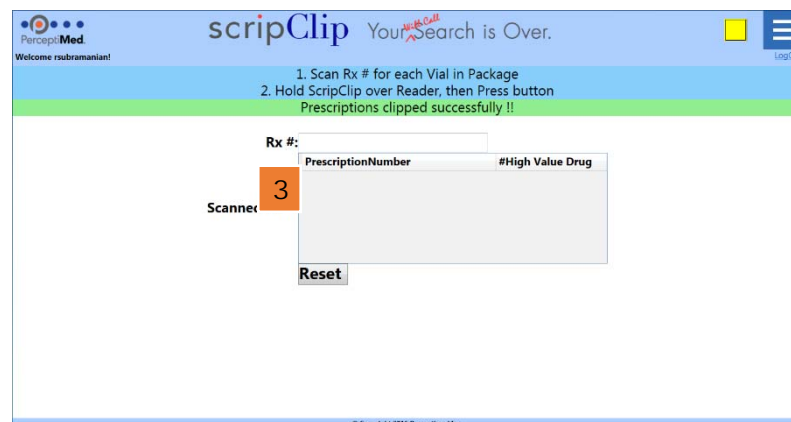 PerceptiMed.
scripClip Your Search is Over.
Will Call
Welcome rsubramanian!
1. Scan Rx # for each Vial in Package
2. Hold ScripClip over Reader, then Press button
Prescriptions clipped successfully !!
Rx #:
PrescriptionNumber #High Value Drug
3
Scanned
Reset